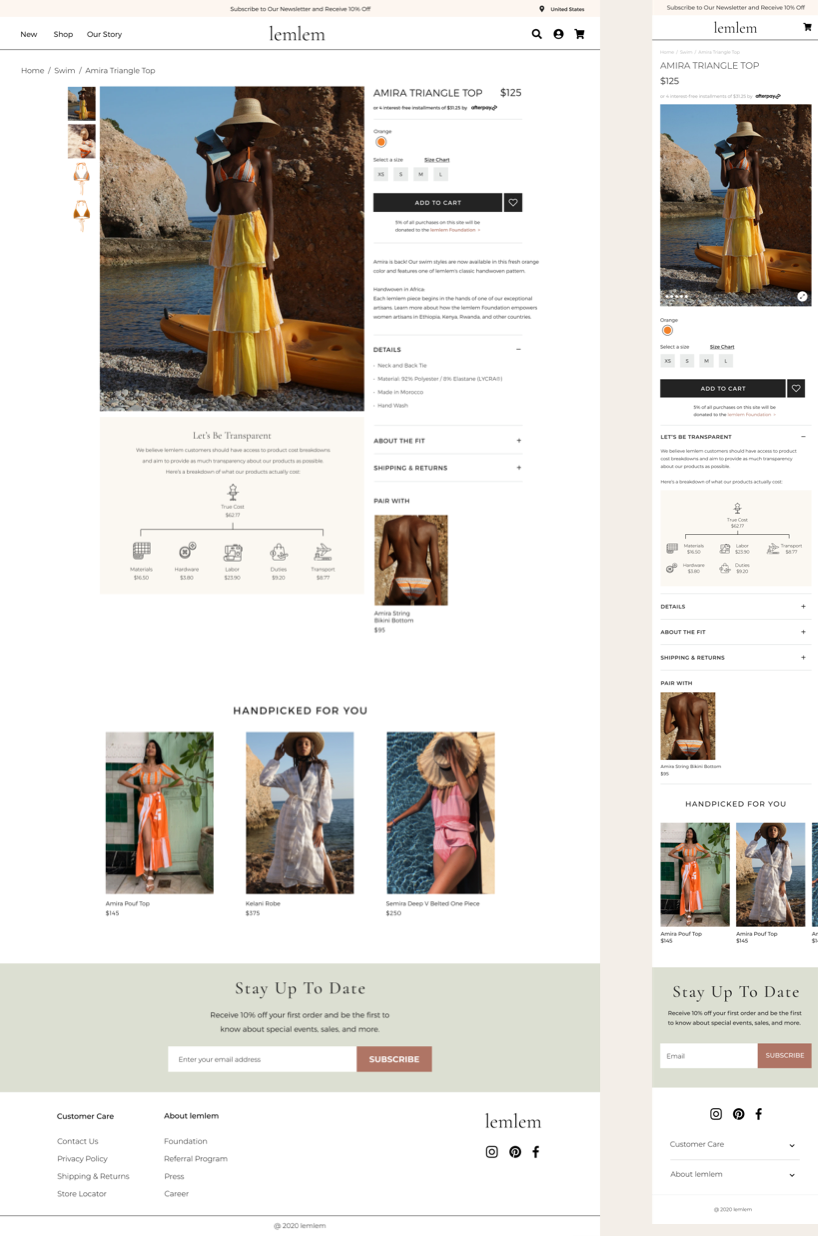 Subscribe to Our Newsletter and Receive 10% Off
United States
New
Shop
Our Story
lemlem
Home / Swim / Amira Triangle Top
AMIRA TRIANGLE TOP
$125
or 4 interest-free installments of $31.25 by afterpay
Orange
Select a size
Size Chart
XS
S
M
L
ADD TO CART
5% of all purchases on this site will be
donated to the lemlem Foundation >
Amira is back! Our swim styles are now available in this fresh orange
color and features one of lemlem's classic handwoven pattern.
Handwoven in Africa:
Each lemlem piece begins in the hands of one of our exceptional
artisans. Learn more about how the lemlem Foundation empowers
women artisans in Ethiopia, Kenya, Rwanda, and other countries.
DETAILS
- Neck and Back Tie
- Material: 92% Polyester / 8% Elastane (LYCRA®)
- Made in Morocco
- Hand Wash
ABOUT THE FIT
SHIPPING & RETURNS
PAIR WITH
Amira String
Bikini Bottom
$95
Let's Be Transparent
We believe lemlem customers should have access to product cost breakdowns
and aim to provide as much transparency about our products as possible.
Here's a breakdown of what our products actually cost.
True Cost
$62.77
Materials
$16.50
Hardware
$3.80
Labor
$23.90
Duties
$9.20
Transport
$8.77
HANDPICKED FOR YOU
Amira Pouf Top
$145
Kelani Robe
$375
Semira Deep V Belted One Piece
$250
Stay Up To Date
Receive 10% off your first order and be the first to
know about special events, sales, and more.
Enter your email address
SUBSCRIBE
Customer Care
Contact Us
Privacy Policy
Shipping & Returns
Store Locator
About lemlem
Foundation
Referral Program
Press
Career
lemlem
@ 2020 lemlem
Subscribe to Our Newsletter and Receive 10% Off
lemlem
Home / Swim / Amira Triangle Top
AMIRA TRIANGLE TOP
$125
or 4 interest-free installments of $31.25 by afterpay
Orange
Select a size
Size Chart
XS
S
M
L
ADD TO CART
5% of all purchases on this site will be
donated to the lemlem Foundation >
LET'S BE TRANSPARENT
We believe lemlem customers should have access to product
cost breakdowns and aim to provide as much transparency
about our products as possible.
Here's a breakdown of what our products actually cost.
True Cost
$62.77
Materials
$16.50
Labor
$23.90
Transport
$8.77
Hardware
$3.80
Duties
$9.20
DETAILS
ABOUT THE FIT
SHIPPING & RETURNS
PAIR WITH
Amira String Bikini Bottom
$95
HANDPICKED FOR YOU
Amira Pouf Top
$145
Amira Pouf Top
$145
Stay Up To Date
Receive 10% off your first order and be the first
to know about special events, sales, and more.
Email
SUBSCRIBE
Customer Care
About lemlem
@ 2020 lemlem